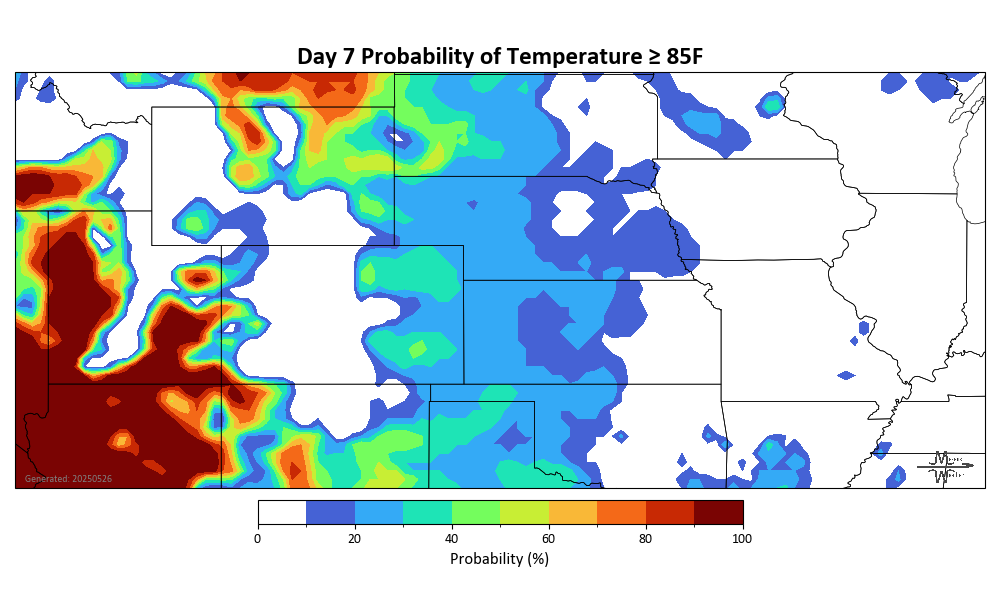 Day 7 Probability of Temperature ≥ 85F
Generated: 20250526
0 20 40 60 80 100
Probability (%)